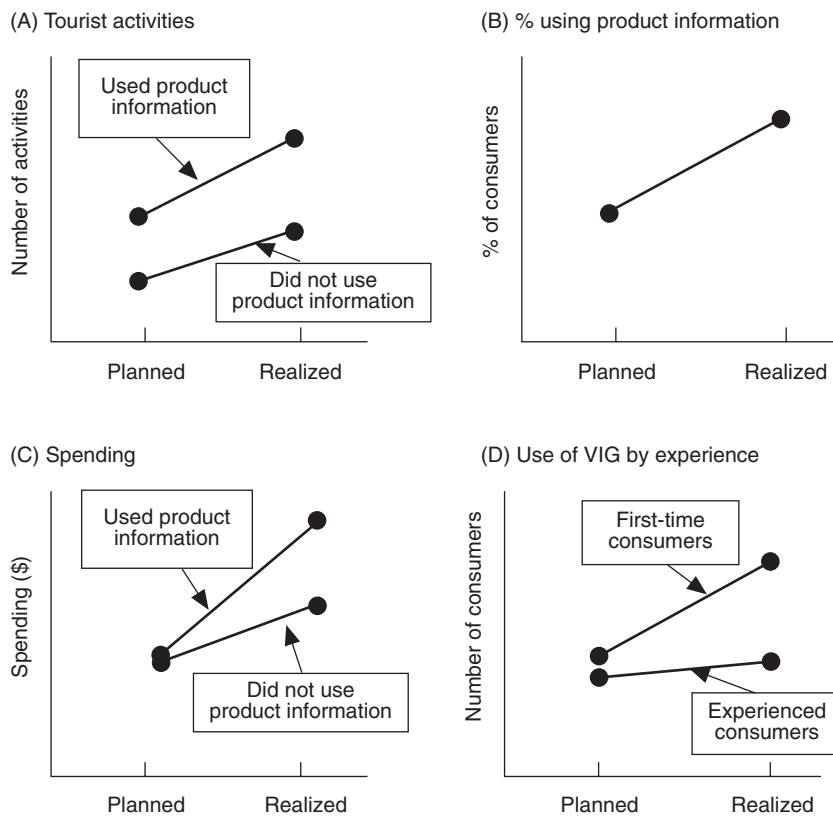 (A) Tourist activities
Number of activities
Used product
information
Did not use
product information
Planned
Realized
(B) % using product information
% of consumers
Planned
Realized
(C) Spending
Spending ($)
Used product
information
Did not use
product information
Planned
Realized
(D) Use of VIG by experience
Number of consumers
First-time
consumers
Experienced
consumers
Planned
Realized